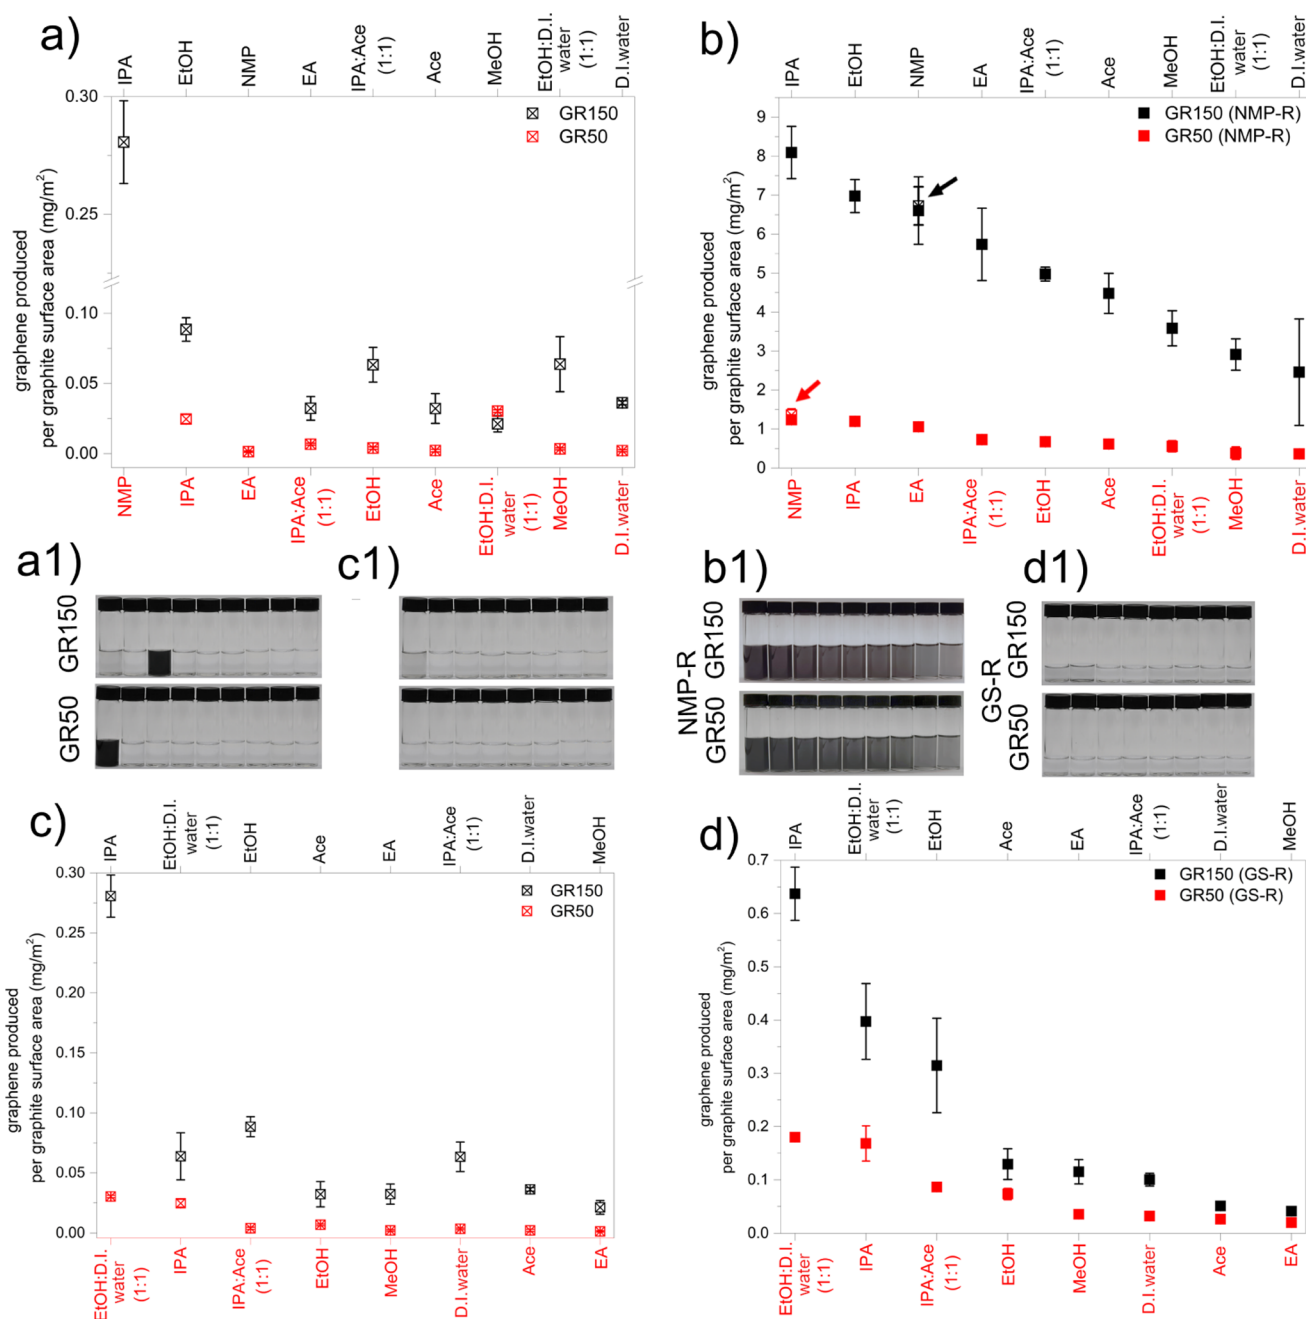 a)
IPA
EtOH
NMP
EA
IPA:Ace
(1:1)
Ace
MeOH
EtOH:D.I.
water
(1:1)
D.I.water
graphene produced
per graphite surface area (mg/m²)
0.30
0.25
0.10
0.05
0.00
GR150
GR50
NMP
IPA
EA
IPA:Ace
(1:1)
EtOH
Ace
EtOH:D.I.
water
(1:1)
MeOH
D.I.water
b)
IPA
EtOH
NMP
EA
IPA:Ace
(1:1)
Ace
MeOH
EtOH:D.I.
water
(1:1)
D.I.water
graphene produced
per graphite surface area (mg/m²)
9
8
7
6
5
4
3
2
1
0
GR150 (NMP-R)
GR50 (NMP-R)
NMP
IPA
EA
IPA:Ace
(1:1)
EtOH
Ace
EtOH:D.I.
water
(1:1)
MeOH
D.I.water
a1)
GR150
GR50
c1)
b1)
NMP-R
GR150
GR50
d1)
GS-R
GR150
GR50
c)
IPA
EtOH:D.I.
water
(1:1)
EtOH
Ace
EA
IPA:Ace
(1:1)
D.I.water
MeOH
graphene produced
per graphite surface area (mg/m²)
0.30
0.25
0.20
0.15
0.10
0.05
0.00
GR150
GR50
EtOH:D.I.
water
(1:1)
IPA
IPA:Ace
(1:1)
EtOH
MeOH
D.I.water
Ace
EA
d)
IPA
EtOH:D.I.
water
(1:1)
EtOH
Ace
EA
IPA:Ace
(1:1)
D.I.water
MeOH
graphene produced
per graphite surface area (mg/m²)
0.7
0.6
0.5
0.4
0.3
0.2
0.1
0.0
GR150 (GS-R)
GR50 (GS-R)
EtOH:D.I.
water
(1:1)
IPA
IPA:Ace
(1:1)
EtOH
MeOH
D.I.water
Ace
EA